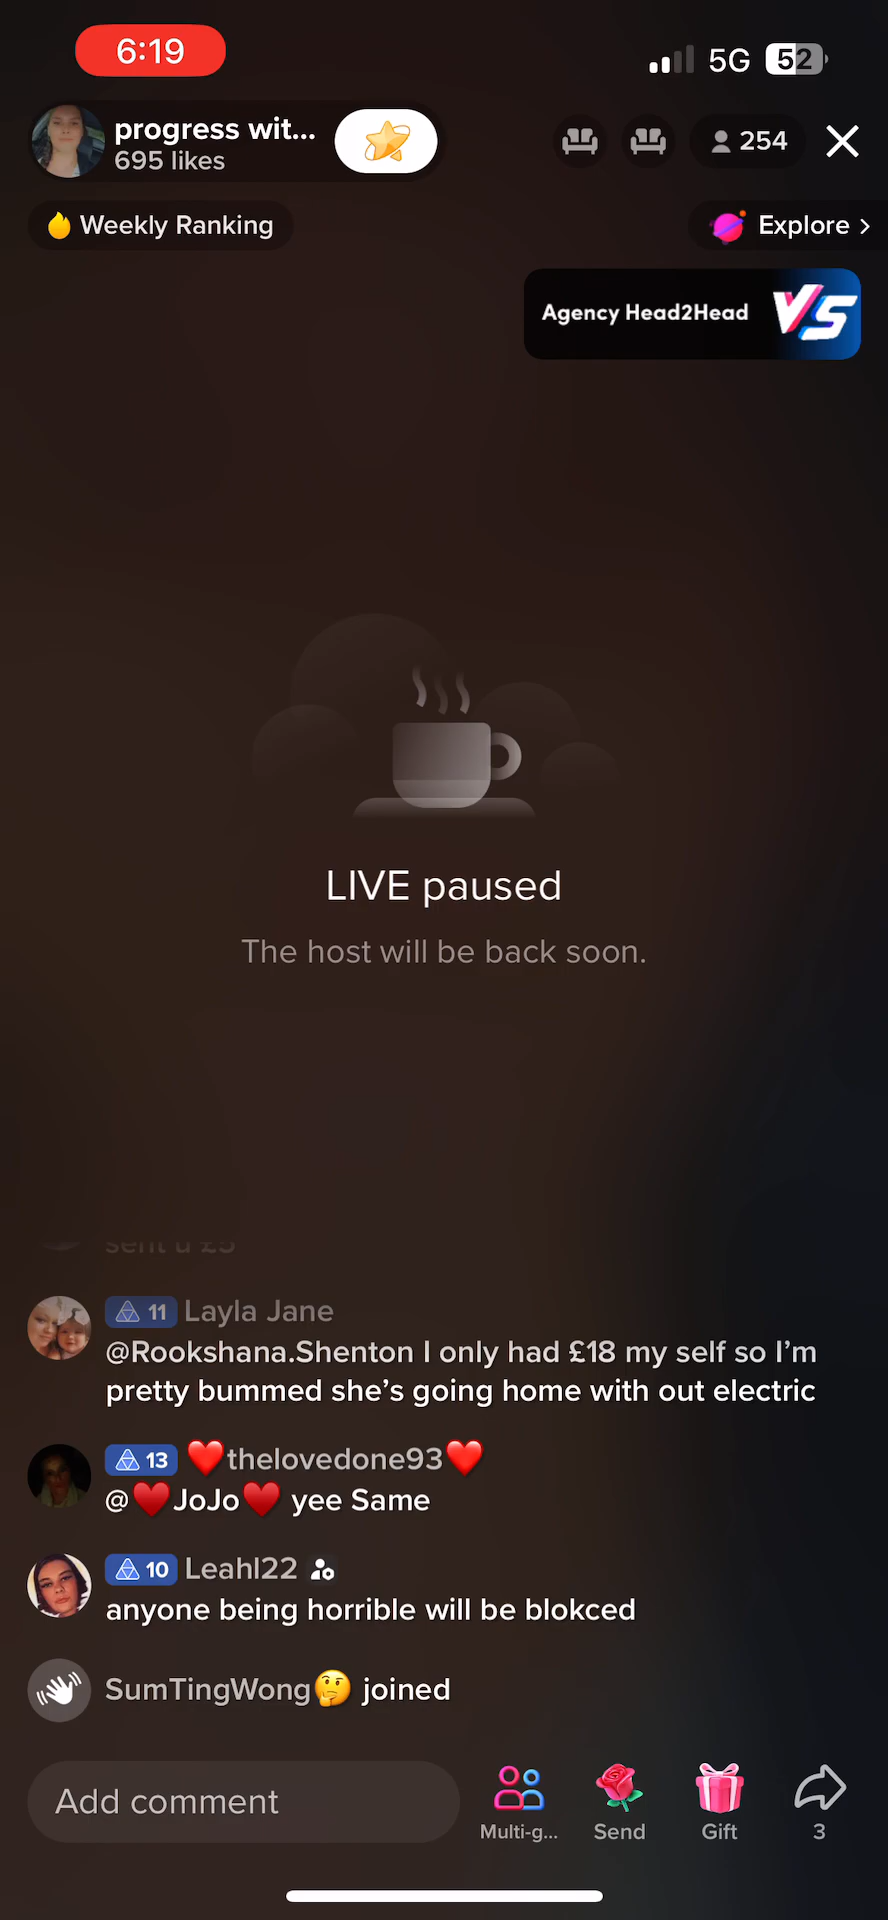 6:19
5G
52
progress wit...
695 likes
254
Weekly Ranking
Explore >
Agency Head2Head
VS
LIVE paused
The host will be back soon.
sent u £5
11 Layla Jane
@Rookshana.Shenton I only had £18 my self so I'm
pretty bummed she's going home with out electric
13 ❤️thelovedone93❤️
@❤️JoJo❤️ yee Same
10 Leahl22
anyone being horrible will be blokced
SumTingWong🤔 joined
Add comment
Multi-g...
Send
Gift
3